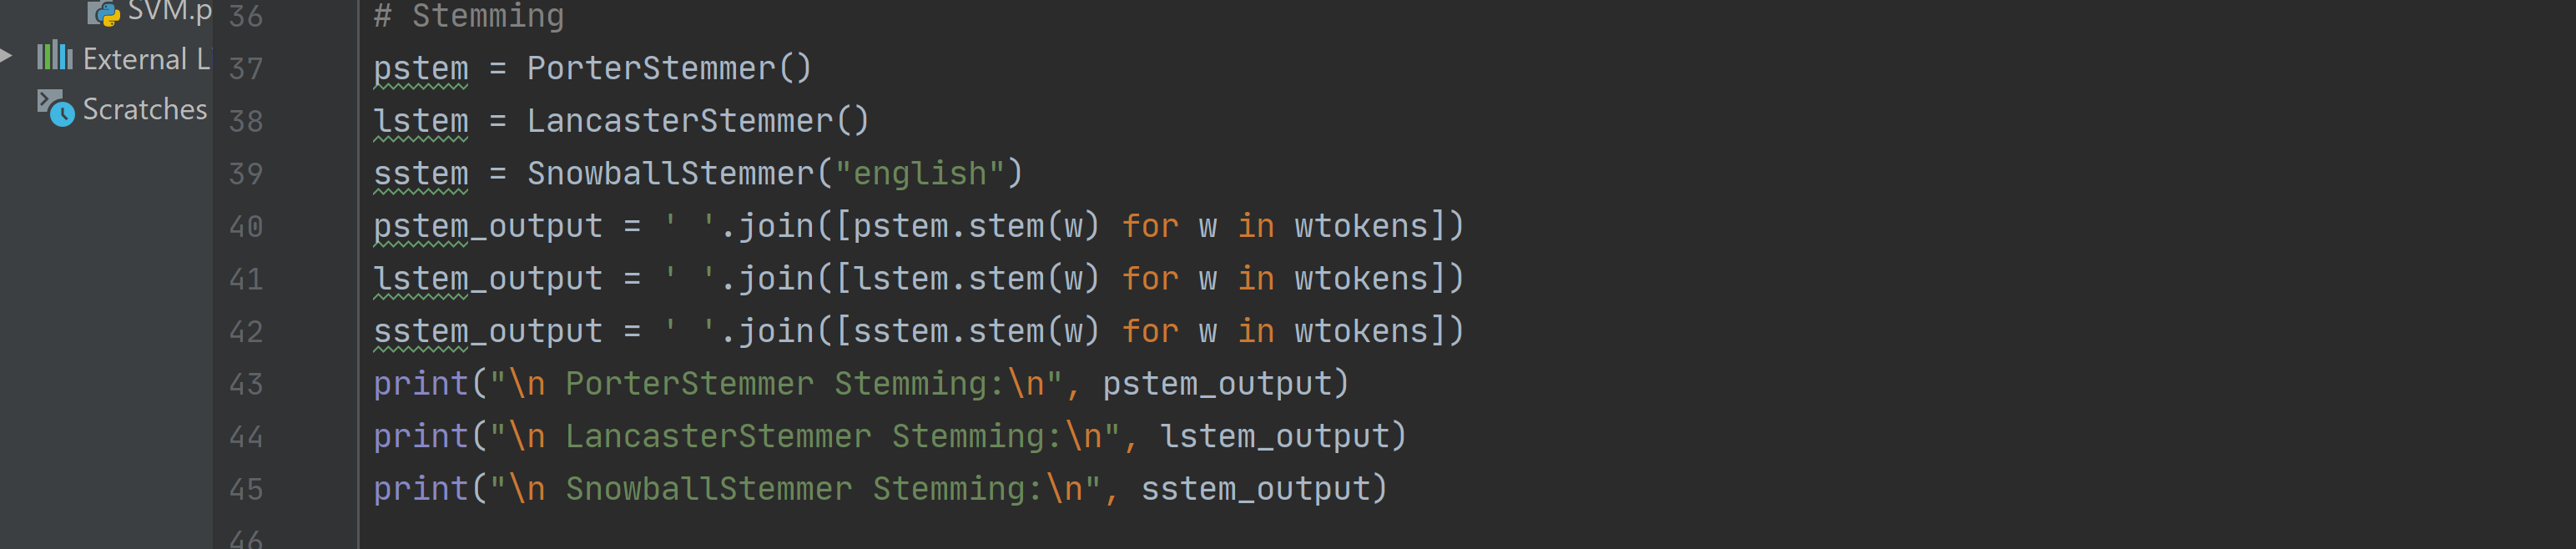 SVM.p
External L
Scratches
36 # Stemming
37 pstem = PorterStemmer()
38 lstem = LancasterStemmer()
39 sstem = SnowballStemmer("english")
40 pstem_output = ' '.join([pstem.stem(w) for w in wtokens])
41 lstem_output = ' '.join([lstem.stem(w) for w in wtokens])
42 sstem_output = ' '.join([sstem.stem(w) for w in wtokens])
43 print("\n PorterStemmer Stemming:\n", pstem_output)
44 print("\n LancasterStemmer Stemming:\n", lstem_output)
45 print("\n SnowballStemmer Stemming:\n", sstem_output)
46